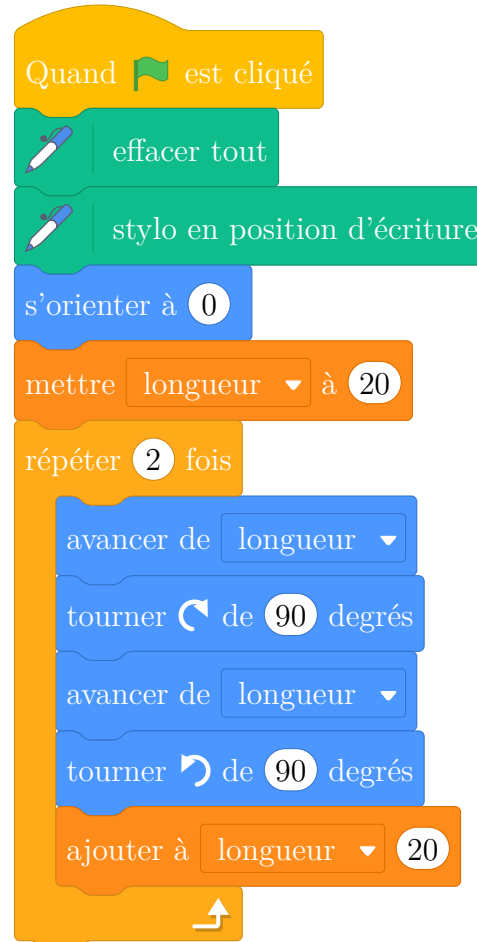 Quand est cliqué
effacer tout
stylo en position d'écriture
s'orienter à 0
mettre longueur à 20
répéter 2 fois
avancer de longueur
tourner de 90 degrés
avancer de longueur
tourner de 90 degrés
ajouter à longueur 20